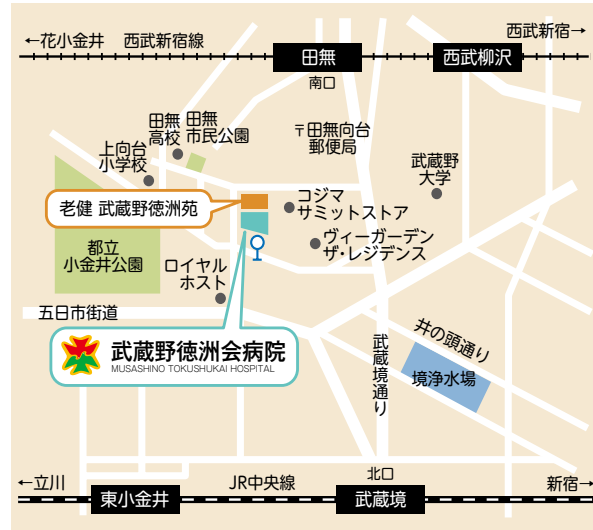 ←花小金井
西武新宿線
西武新宿→
田無
西武柳沢
南口
田無
高校
田無
市民公園
〒田無向台
郵便局
上向台
小学校
武蔵野
大学
老健 武蔵野徳洲苑
コジマ
サミットストア
ヴィーガーデン
ザ・レジデンス
都立
小金井公園
ロイヤル
ホスト
五日市街道
武蔵野徳洲会病院
MUSASHINO TOKUSHUKAI HOSPITAL
武蔵境通り
井の頭通り
境浄水場
←立川
JR中央線
北口
新宿→
東小金井
武蔵境